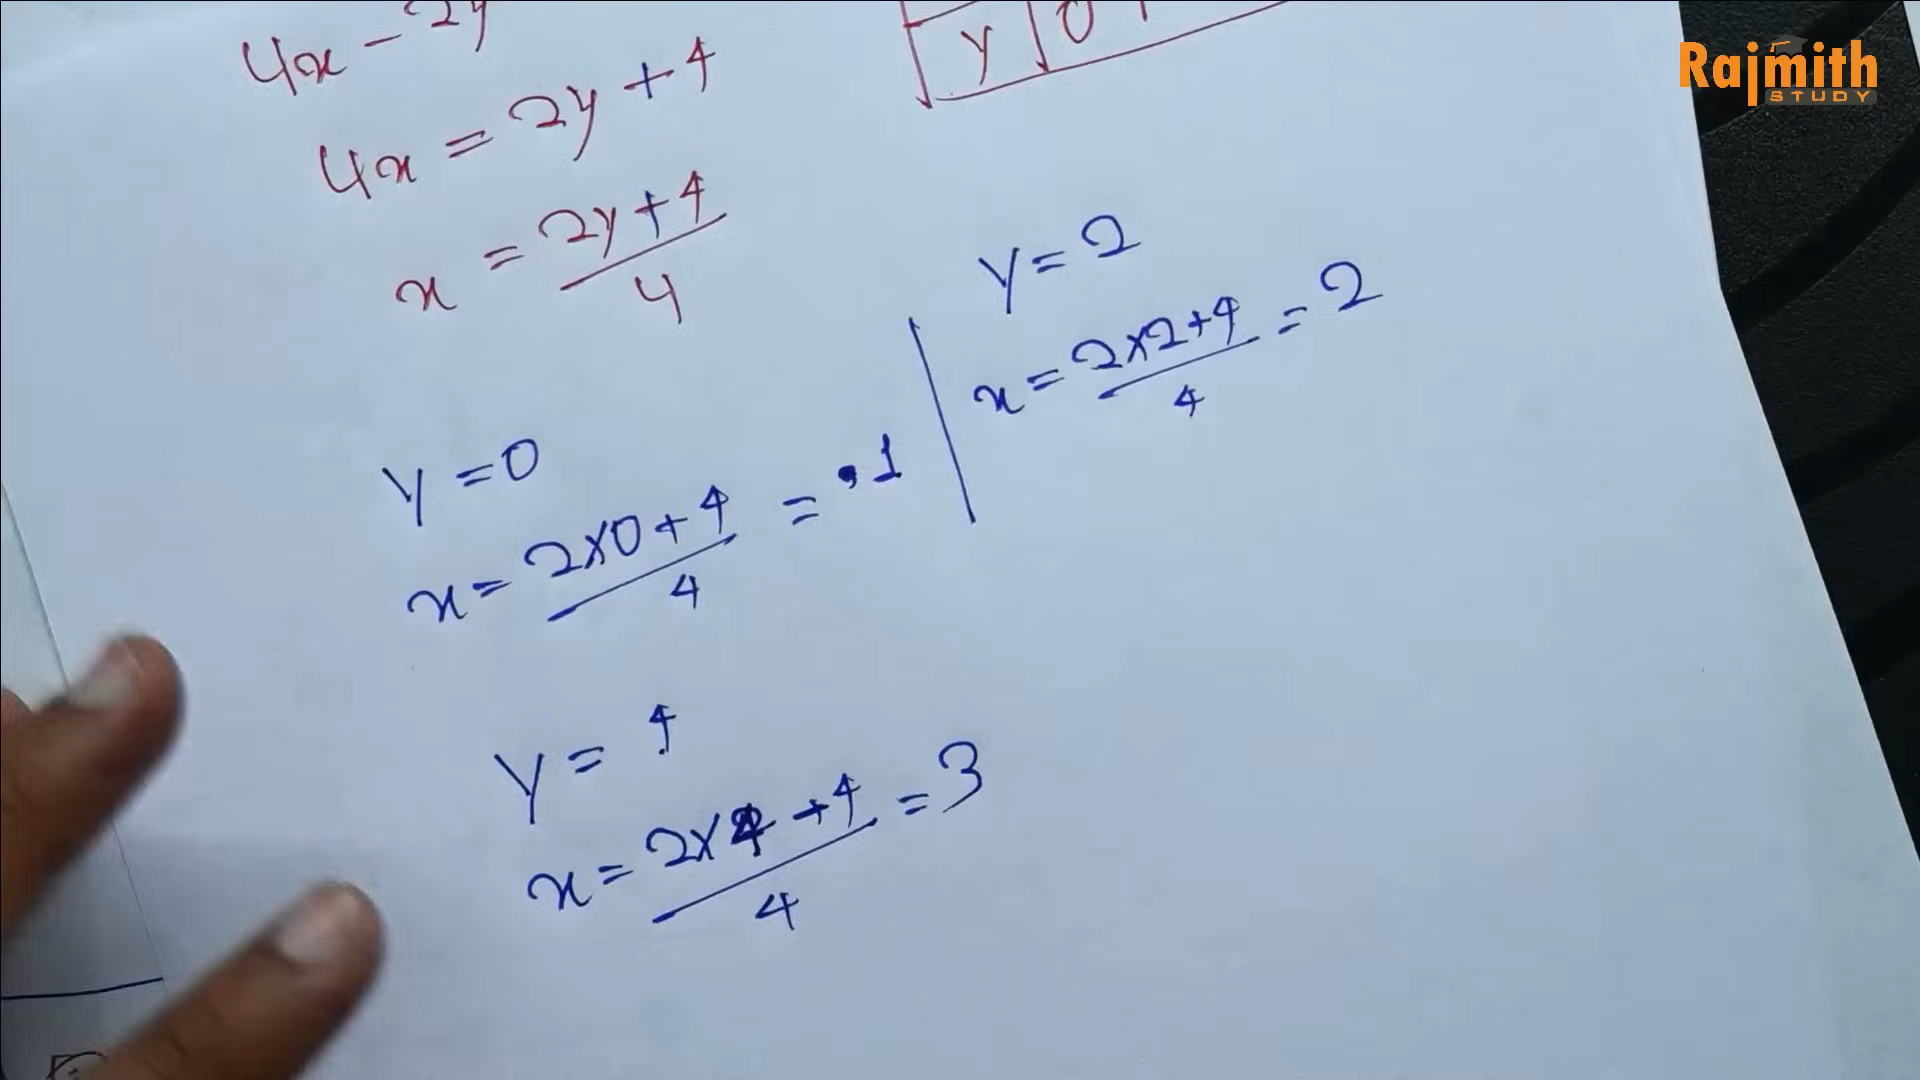 4x - 2y
4x = 2y + 4
x = 2y+4 / 4
y | 0
y = 0
x = 2×0+4 / 4 = 1
y = 4
x = 2×4+4 / 4 = 3
y = 2
x = 2×2+4 / 4 = 2
Rajmith
STUDY